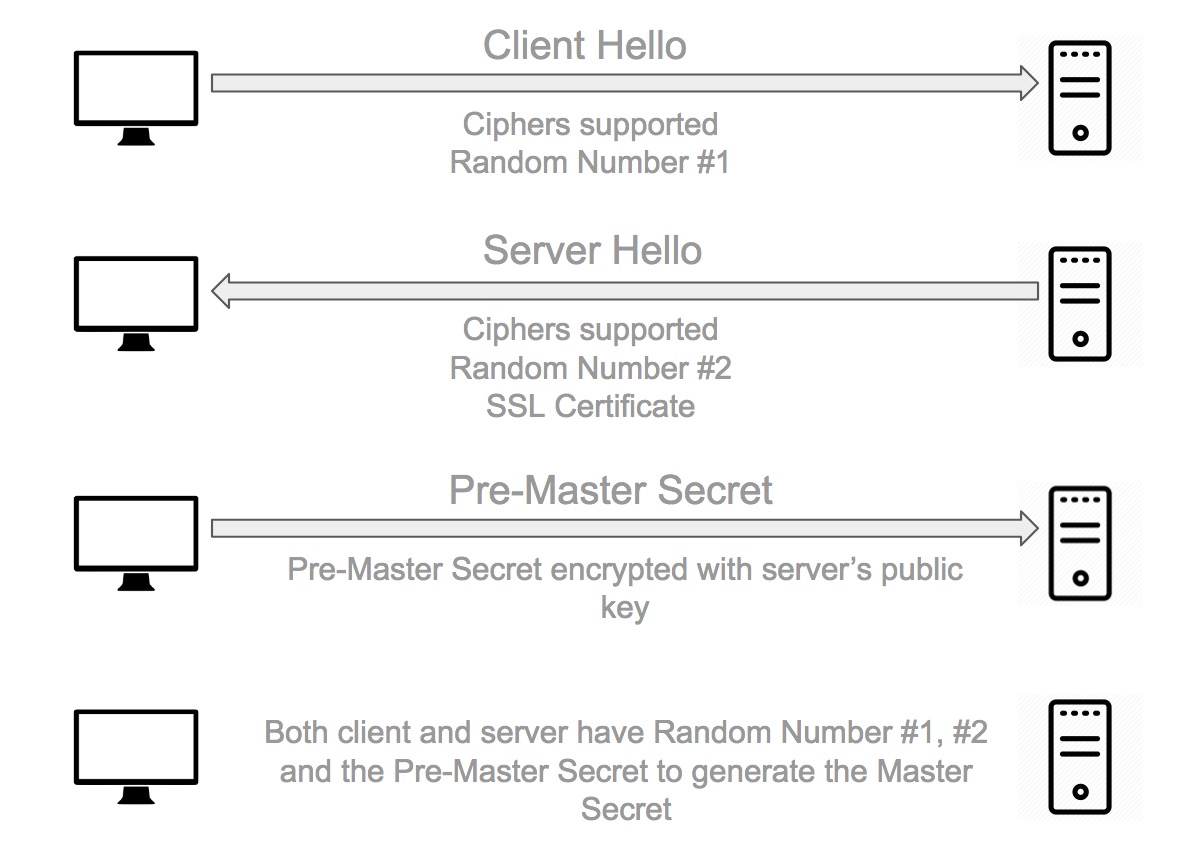 Client Hello
Ciphers supported
Random Number #1
Server Hello
Ciphers supported
Random Number #2
SSL Certificate
Pre-Master Secret
Pre-Master Secret encrypted with server’s public
key
Both client and server have Random Number #1, #2
and the Pre-Master Secret to generate the Master
Secret